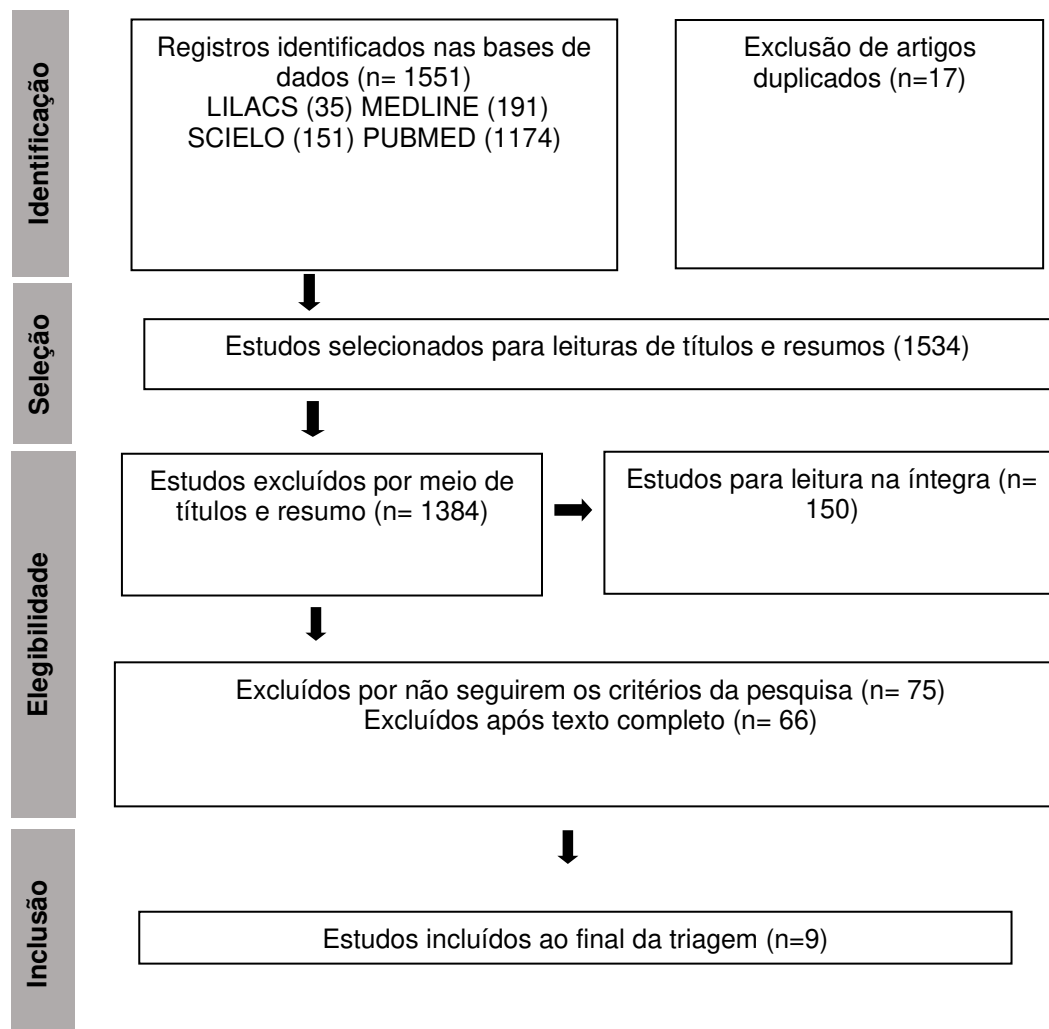 Identificação
Registros identificados nas bases de
dados (n= 1551)
LILACS (35) MEDLINE (191)
SCIELO (151) PUBMED (1174)
Exclusão de artigos
duplicados (n=17)
Seleção
Estudos selecionados para leituras de títulos e resumos (1534)
Elegibilidade
Estudos excluídos por meio de
títulos e resumo (n= 1384)
Estudos para leitura na íntegra (n=
150)
Excluídos por não seguirem os critérios da pesquisa (n= 75)
Excluídos após texto completo (n= 66)
Inclusão
Estudos incluídos ao final da triagem (n=9)